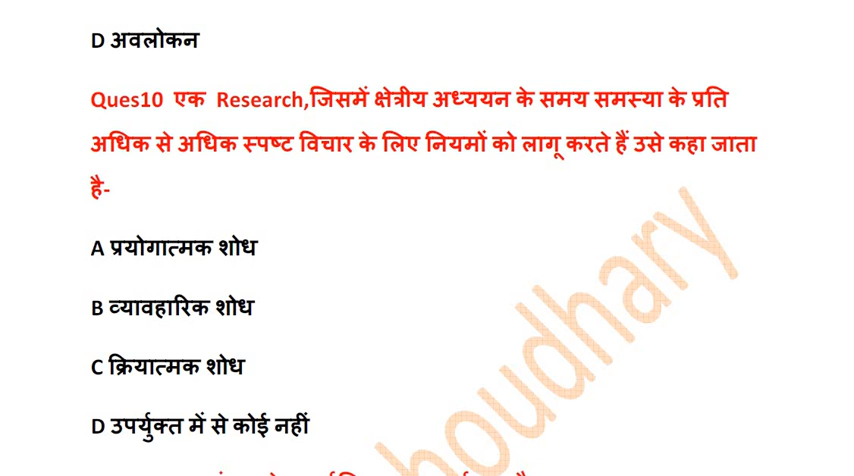 D अवलोकन
Ques10 एक Research,जिसमें क्षेत्रीय अध्ययन के समय समस्या के प्रति
अधिक से अधिक स्पष्ट विचार के लिए नियमों को लागू करते हैं उसे कहा जाता
है-
A प्रयोगात्मक शोध
B व्यावहारिक शोध
C क्रियात्मक शोध
D उपर्युक्त में से कोई नहीं
houdhary